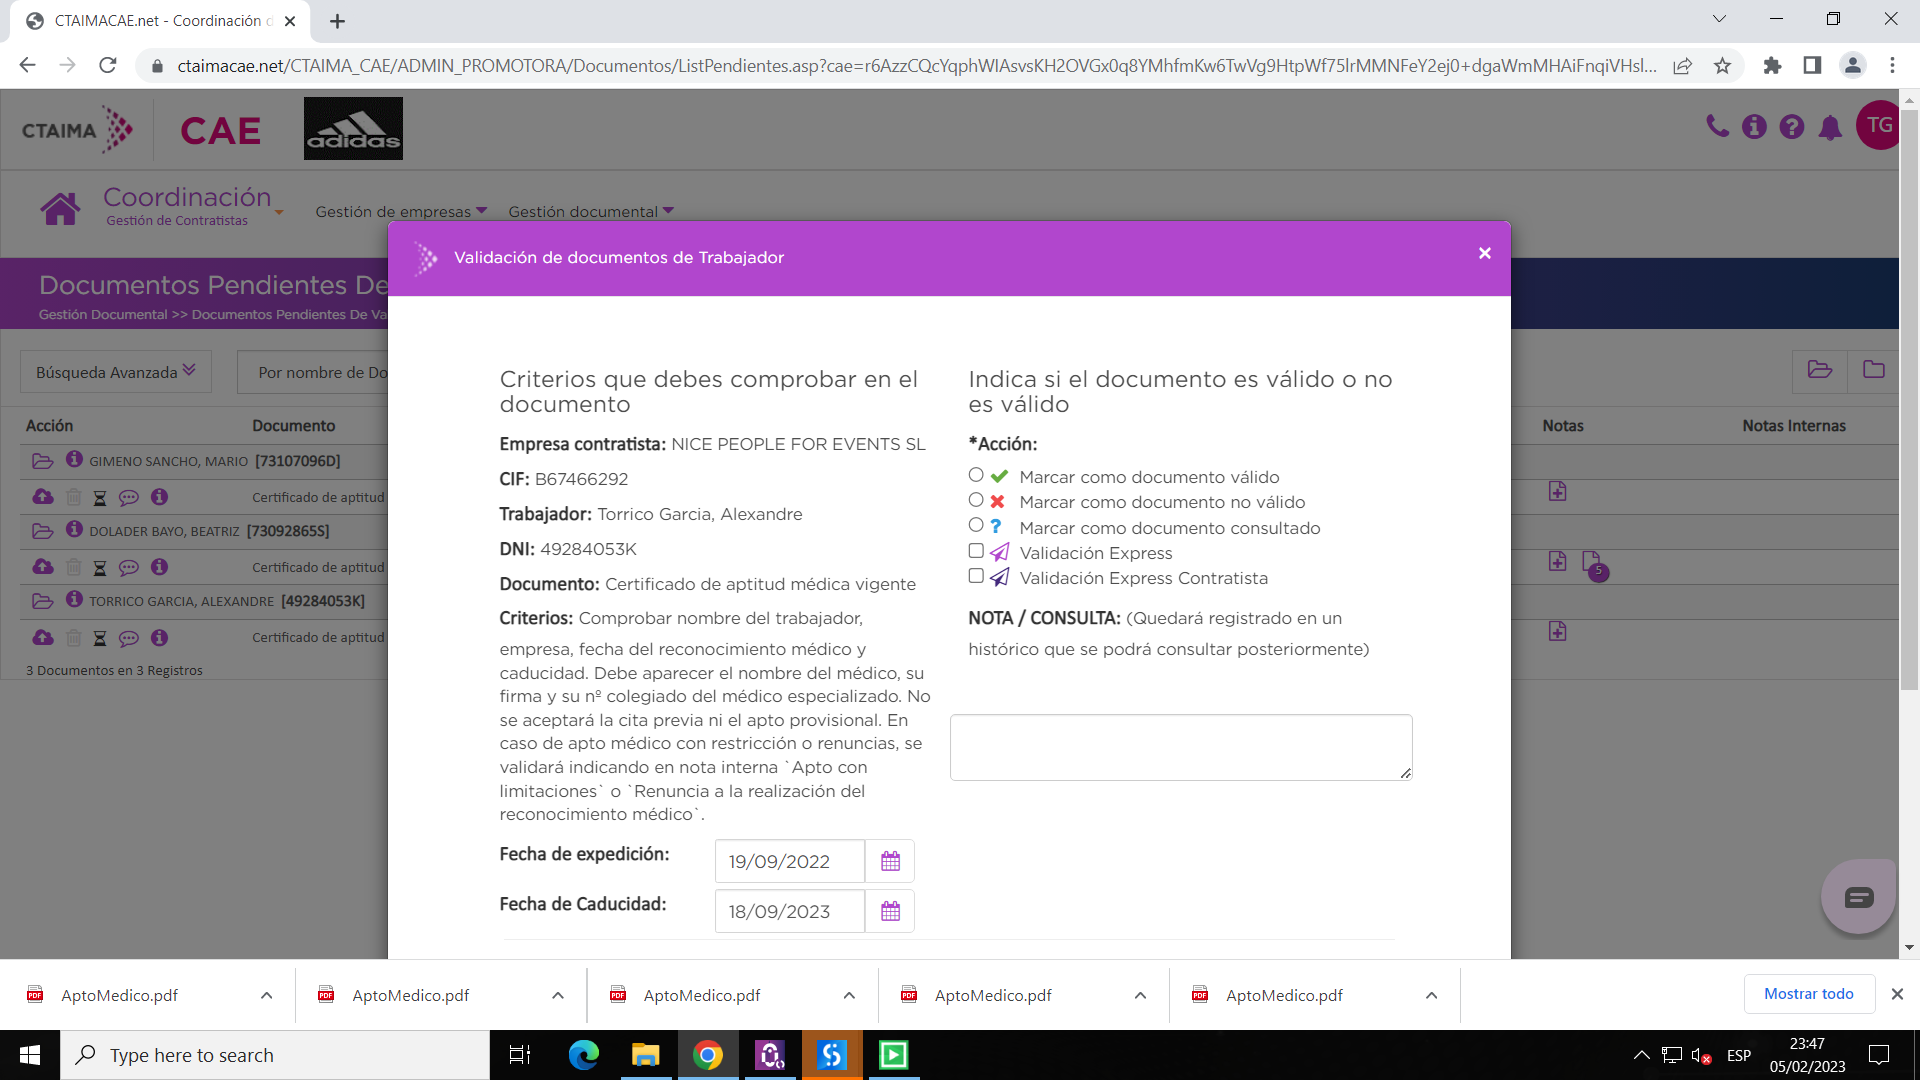 CTAIMACAE.net - Coordinación d
ctaimacae.net/CTAIMA_CAE/ADMIN_PROMOTORA/Documentos/ListPendientes.asp?cae=r6AzzCQcYqphWIAsvsKH2OVGx0q8YMhfmKw6TwVg9HtpWf75lrMMNFeY2ej0+dgaWmMHAiFnqiVHsl...
CTAIMA
CAE
adidas
TG
Coordinación
Gestión de Contratistas
Gestión de empresas
Gestión documental
Documentos Pendientes De
Gestión Documental >> Documentos Pendientes De Va
Búsqueda Avanzada
Por nombre de Do
Acción
Documento
Notas
Notas Internas
GIMENO SANCHO, MARIO [73107096D]
Certificado de aptitud
DOLADER BAYO, BEATRIZ [73092865S]
Certificado de aptitud
5
TORRICO GARCIA, ALEXANDRE [49284053K]
Certificado de aptitud
3 Documentos en 3 Registros
Validación de documentos de Trabajador
×
Criterios que debes comprobar en el
documento
Empresa contratista: NICE PEOPLE FOR EVENTS SL
CIF: B67466292
Trabajador: Torrico Garcia, Alexandre
DNI: 49284053K
Documento: Certificado de aptitud médica vigente
Criterios: Comprobar nombre del trabajador,
empresa, fecha del reconocimiento médico y
caducidad. Debe aparecer el nombre del médico, su
firma y su nº colegiado del médico especializado. No
se aceptará la cita previa ni el apto provisional. En
caso de apto médico con restricción o renuncias, se
validará indicando en nota interna `Apto con
limitaciones` o `Renuncia a la realización del
reconocimiento médico`.
Fecha de expedición: 19/09/2022
Fecha de Caducidad: 18/09/2023
Indica si el documento es válido o no
es válido
*Acción:
Marcar como documento válido
Marcar como documento no válido
Marcar como documento consultado
Validación Express
Validación Express Contratista
NOTA / CONSULTA: (Quedará registrado en un
histórico que se podrá consultar posteriormente)
AptoMedico.pdf
AptoMedico.pdf
AptoMedico.pdf
AptoMedico.pdf
AptoMedico.pdf
Mostrar todo
Type here to search
ESP
23:47
05/02/2023